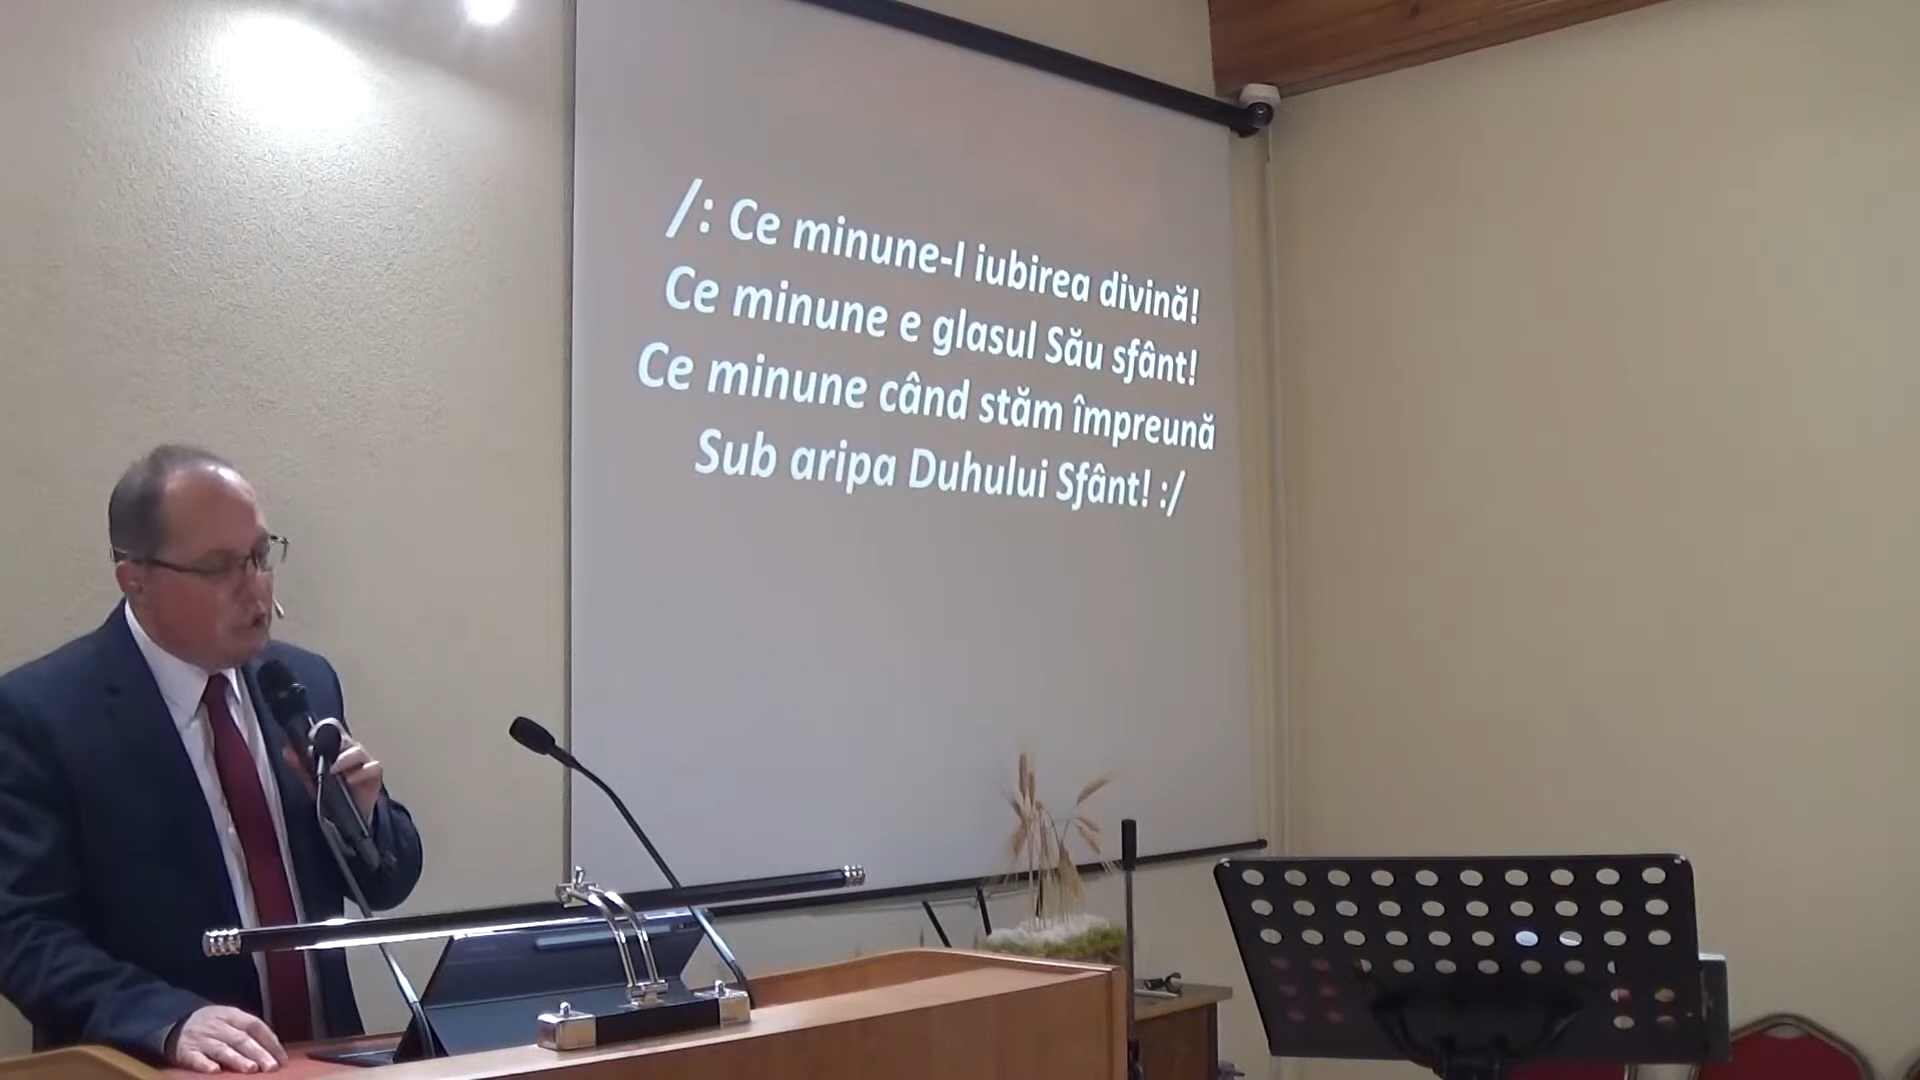 /: Ce minune-I iubirea divină!
Ce minune e glasul Său sfânt!
Ce minune când stăm împreună
Sub aripa Duhului Sfânt! :/